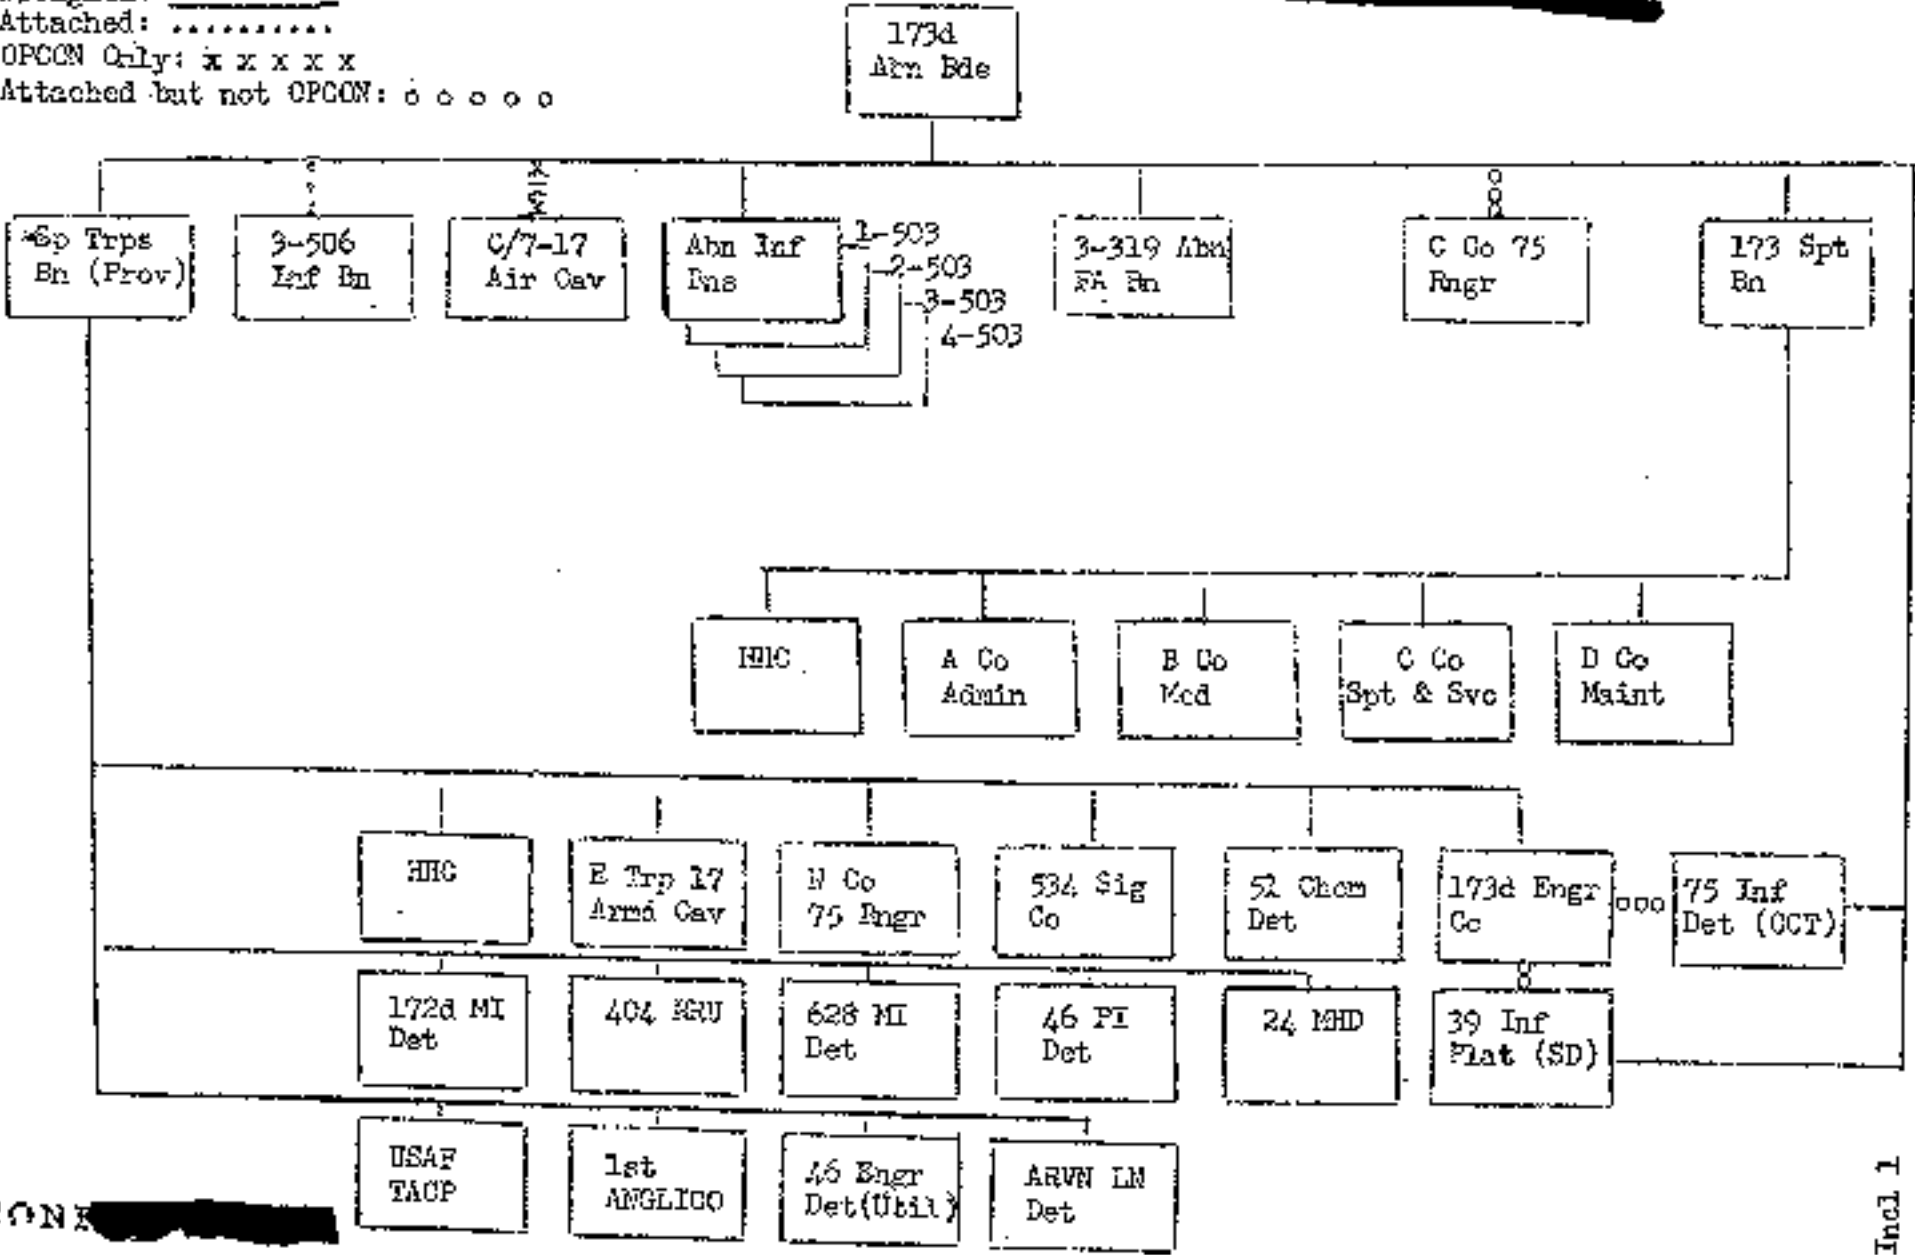 Attached: ..........
OPCON Only: x x x x x
Attached but not OPCON: o o o o o
173d
Abn Bde
*Sp Trps
Bn (Prov)
3-506
Inf Bn
C/7-17
Air Cav
Abn Inf
Bns
1-503
2-503
3-503
4-503
3-319 Abn
FA Bn
C Co 75
Rngr
173 Spt
Bn
HHC
A Co
Admin
B Co
Med
C Co
Spt & Svc
D Co
Maint
HHC
E Trp 17
Armd Cav
N Co
75 Rngr
534 Sig
Co
51 Chem
Det
173d Engr
Co
ooo
75 Inf
Det (CCT)
172d MI
Det
404 RRU
628 MI
Det
46 PI
Det
24 MHD
39 Inf
Plat (SD)
USAF
TACP
1st
ANGLICO
46 Engr
Det(Util)
ARVN LN
Det
Incl 1